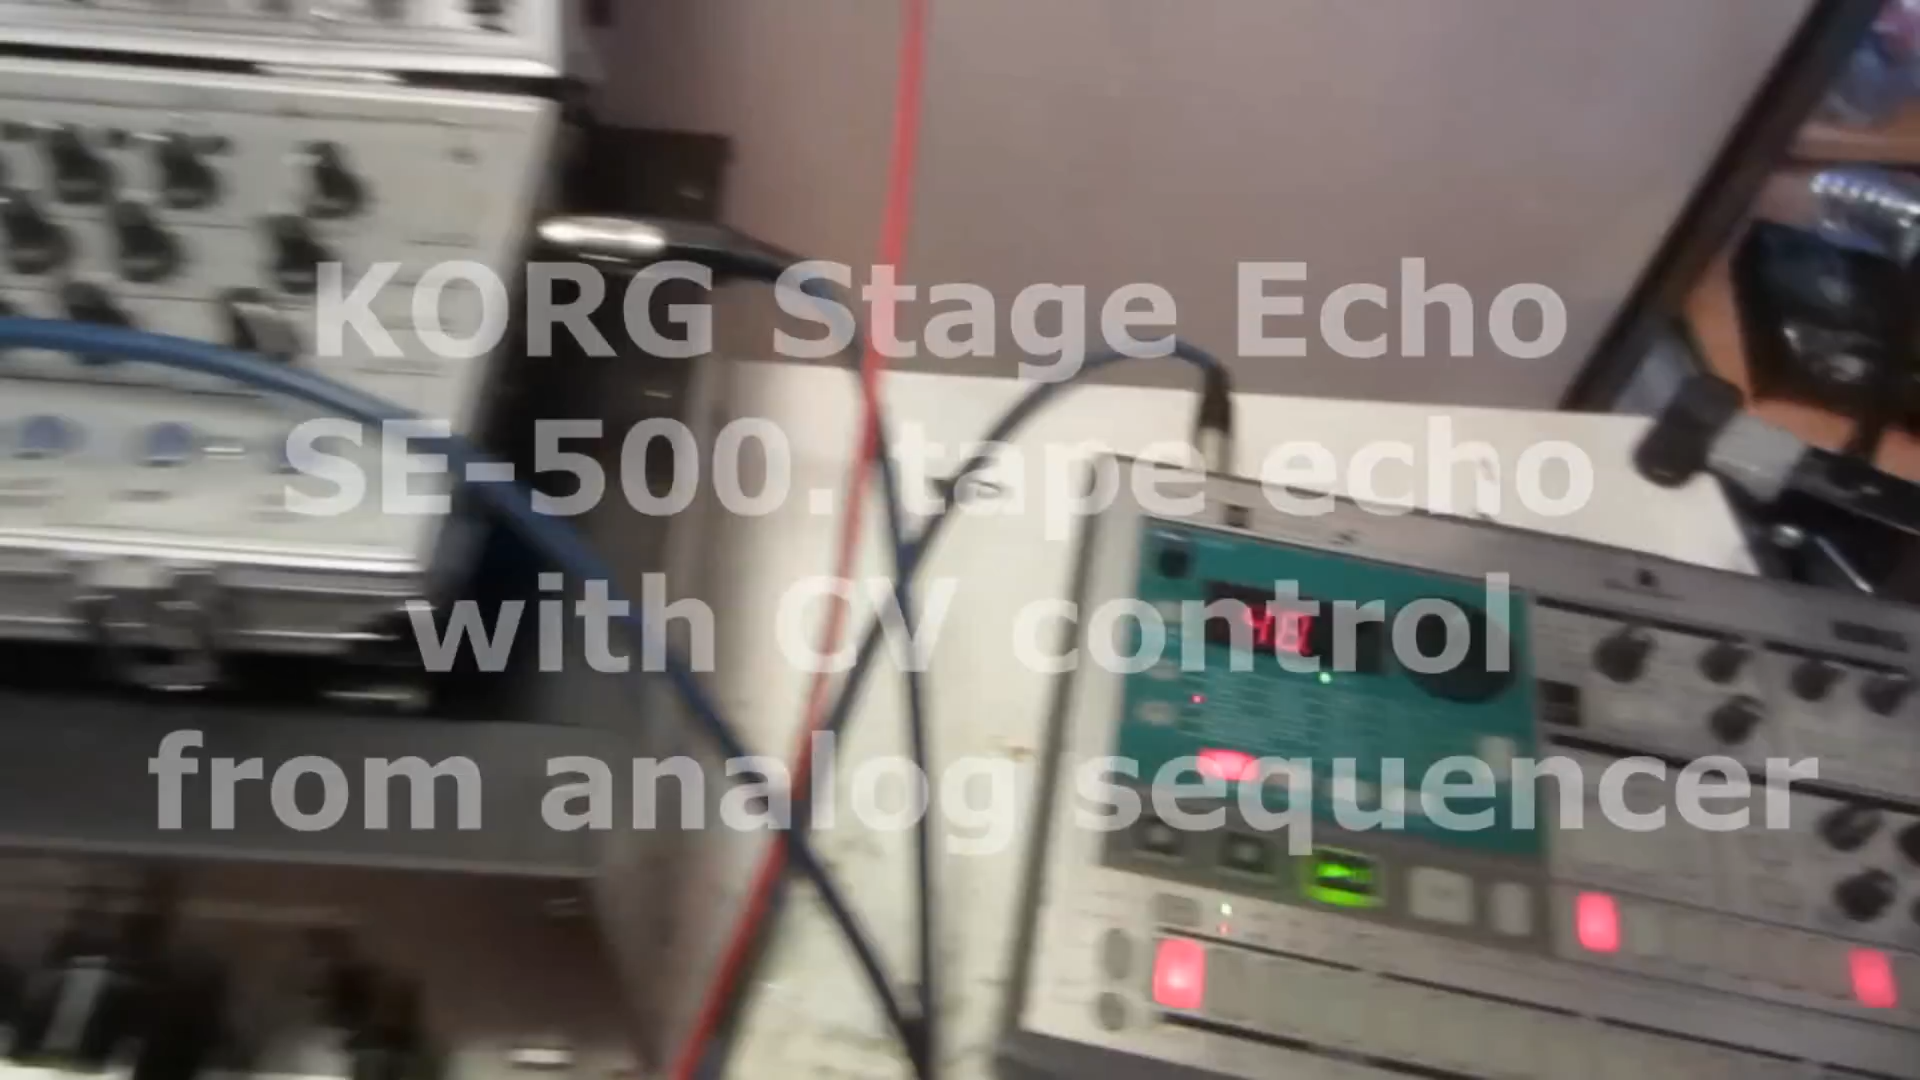 KORG Stage Echo
SE-500. tape echo
with CV control
from analog sequencer